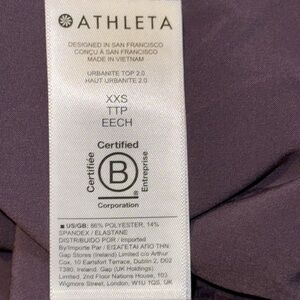 ATHLETA
DESIGNED IN SAN FRANCISCO
CONÇU À SAN FRANCISCO
MADE IN VIETNAM
URBANITE TOP 2.0
HAUT URBANITE 2.0
XXS
TTP
EECH
Certified
Certifiée
B
Entreprise
Corporation
■ US/GB: 86% POLYESTER, 14%
SPANDEX / ELASTANE
DISTRIBUIDO POR / Imported
By/Importe Par / ΕΙΣΑΓΕΤΑΙ ΑΠΟ ΤΗΝ:
Gap Stores (Ireland) Limited c/o Arthur
Cox, 10 Earlsfort Terrace, Dublin 2, D02
T380, Ireland. Gap (UK Holdings)
Limited, 2nd Floor Nations House, 103
Wigmore Street, London, W1U 1QS, UK